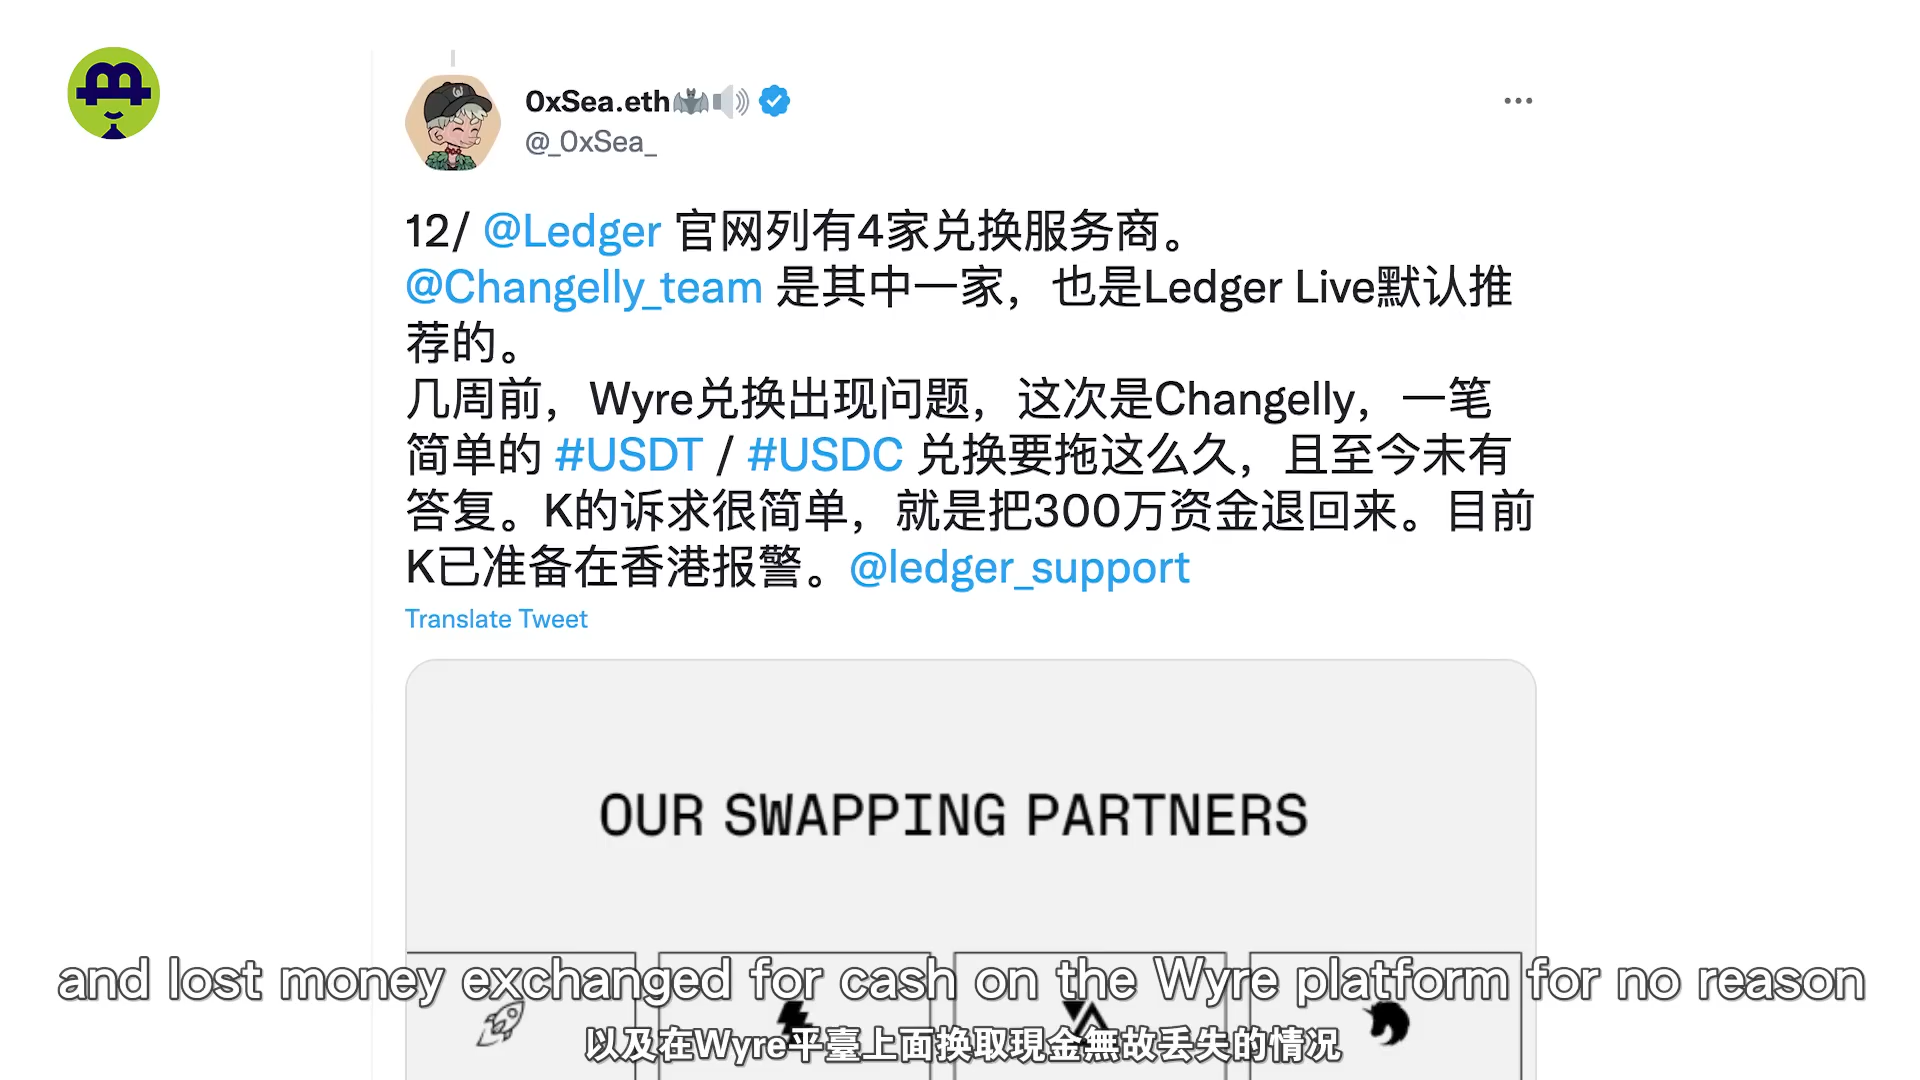 0xSea.eth🦇🔊
@_0xSea_
12/ @Ledger 官网列有4家兑换服务商。
@Changelly_team 是其中一家，也是Ledger Live默认推
荐的。
几周前，Wyre兑换出现问题，这次是Changelly，一笔
简单的 #USDT / #USDC 兑换要拖这么久，且至今未有
答复。K的诉求很简单，就是把300万资金退回来。目前
K已准备在香港报警。@ledger_support
Translate Tweet
OUR SWAPPING PARTNERS
and lost money exchanged for cash on the Wyre platform for no reason
以及在Wyre平臺上面換取現金無故丟失的情況